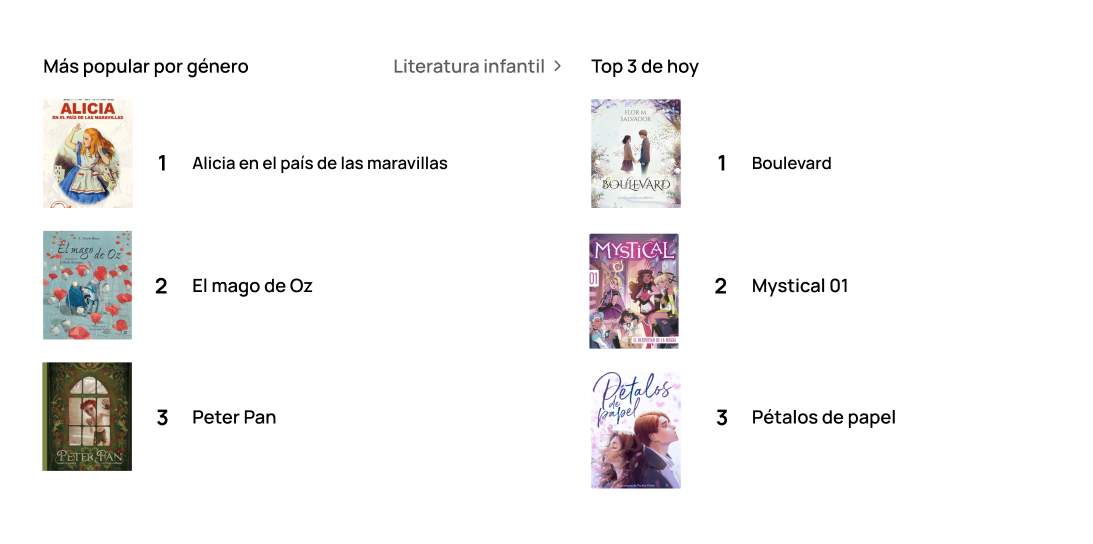 Más popular por género
Literatura infantil >
ALICIA
EN EL PAÍS DE LAS MARAVILLAS
1 Alicia en el país de las maravillas
El mago de Oz
2 El mago de Oz
PETER PAN
3 Peter Pan
Top 3 de hoy
FLOR M.
SALVADOR
BOULEVARD
1 Boulevard
MYSTICAL
01
EL DESPERTAR DE LA MAGIA
2 Mystical 01
Pétalos
de
papel
3 Pétalos de papel